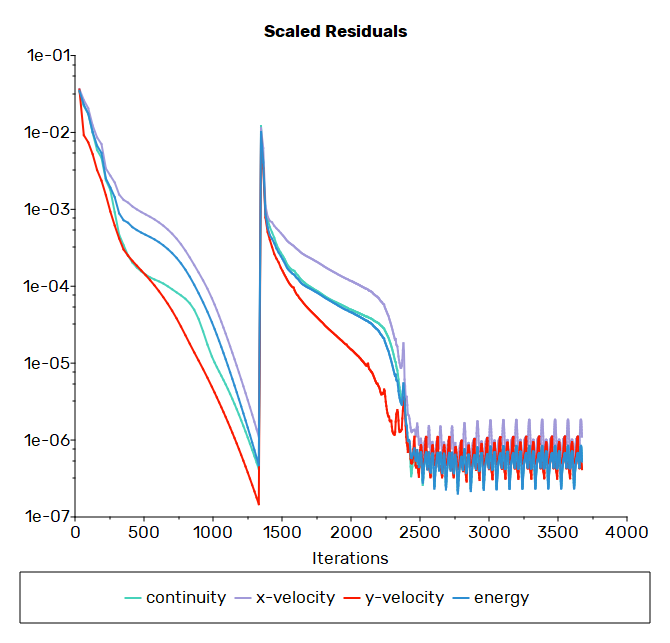 Scaled Residuals
1e-01
1e-02
1e-03
1e-04
1e-05
1e-06
1e-07
0 500 1000 1500 2000 2500 3000 3500 4000
Iterations
continuity x-velocity y-velocity energy